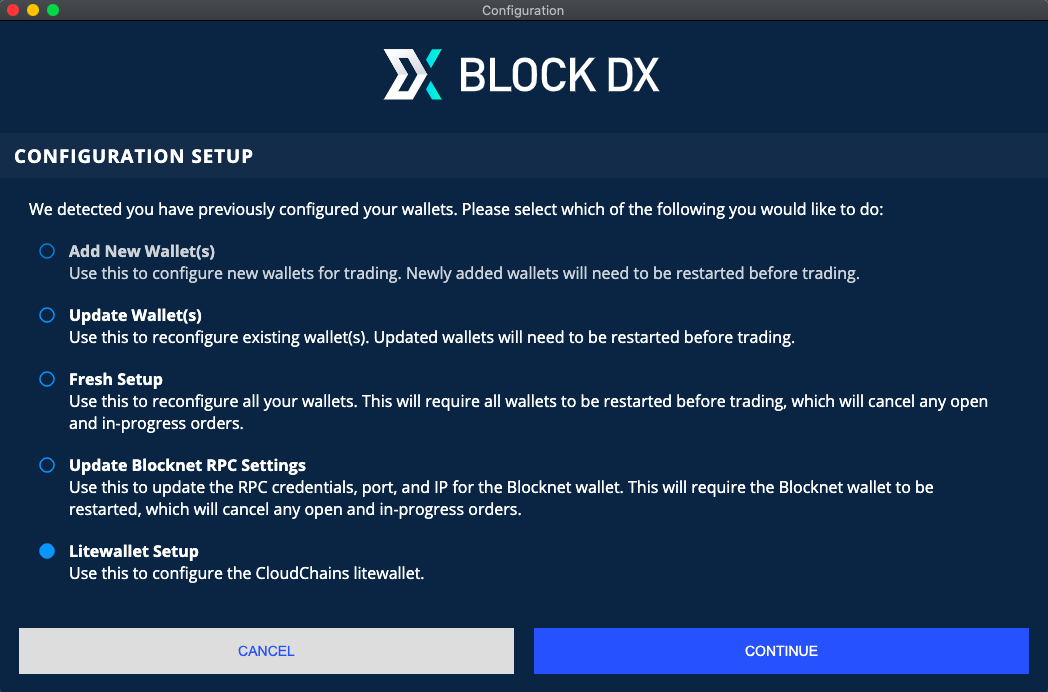 Configuration
BLOCK DX
CONFIGURATION SETUP
We detected you have previously configured your wallets. Please select which of the following you would like to do:
Add New Wallet(s)
Use this to configure new wallets for trading. Newly added wallets will need to be restarted before trading.
Update Wallet(s)
Use this to reconfigure existing wallet(s). Updated wallets will need to be restarted before trading.
Fresh Setup
Use this to reconfigure all your wallets. This will require all wallets to be restarted before trading, which will cancel any open
and in-progress orders.
Update Blocknet RPC Settings
Use this to update the RPC credentials, port, and IP for the Blocknet wallet. This will require the Blocknet wallet to be
restarted, which will cancel any open and in-progress orders.
Litewallet Setup
Use this to configure the CloudChains litewallet.
CANCEL
CONTINUE